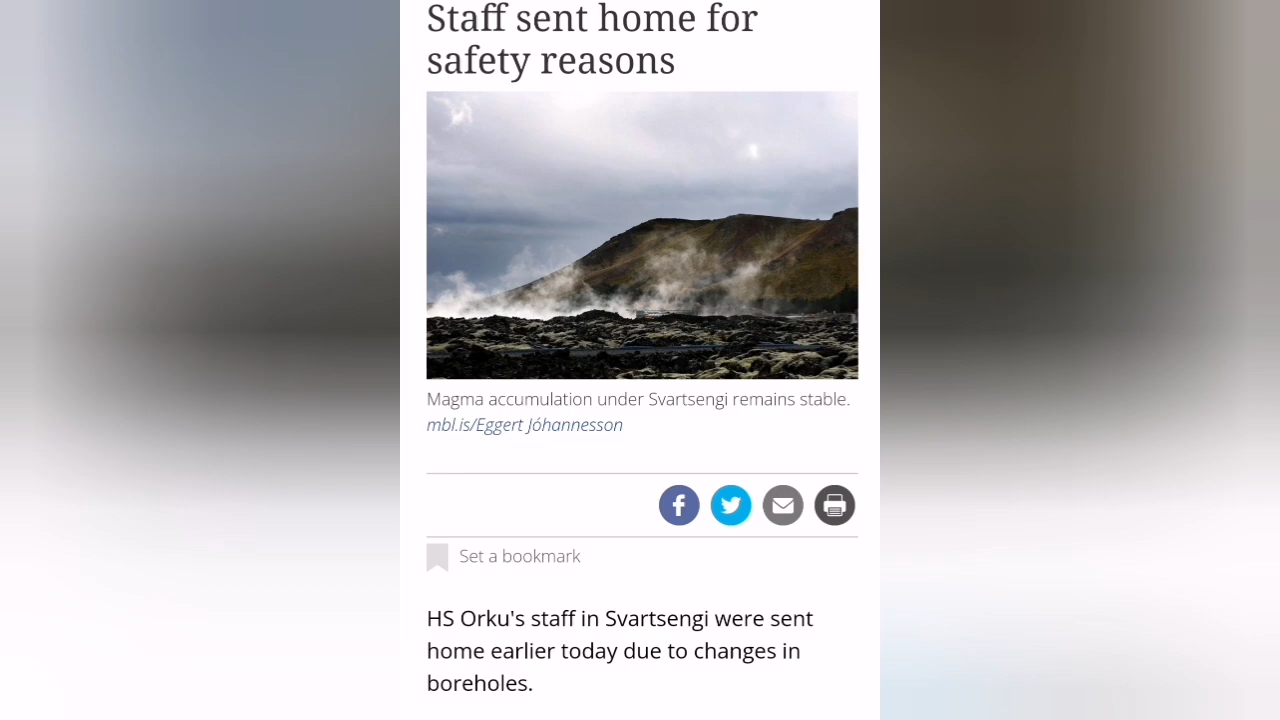 Staff sent home for
safety reasons
Magma accumulation under Svartsengi remains stable.
mbl.is/Eggert Jóhannesson
Set a bookmark
HS Orku's staff in Svartsengi were sent
home earlier today due to changes in
boreholes.